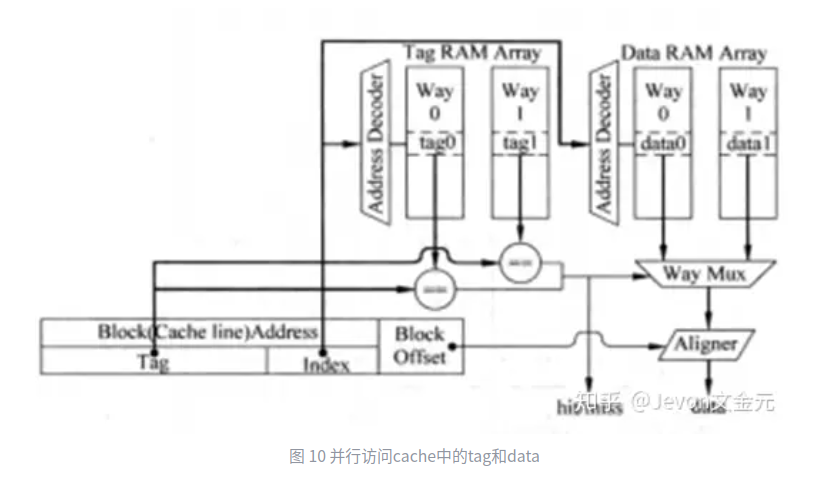 Tag RAM Array
Data RAM Array
Address Decoder
Way
0
tag0
Way
1
tag1
Address Decoder
Way
0
data0
Way
1
data1
==
==
Way Mux
Block(Cache line)Address
Tag
Index
Block
Offset
Aligner
hit/miss
data
知乎 @Jevon文金元
图 10 并行访问cache中的tag和data